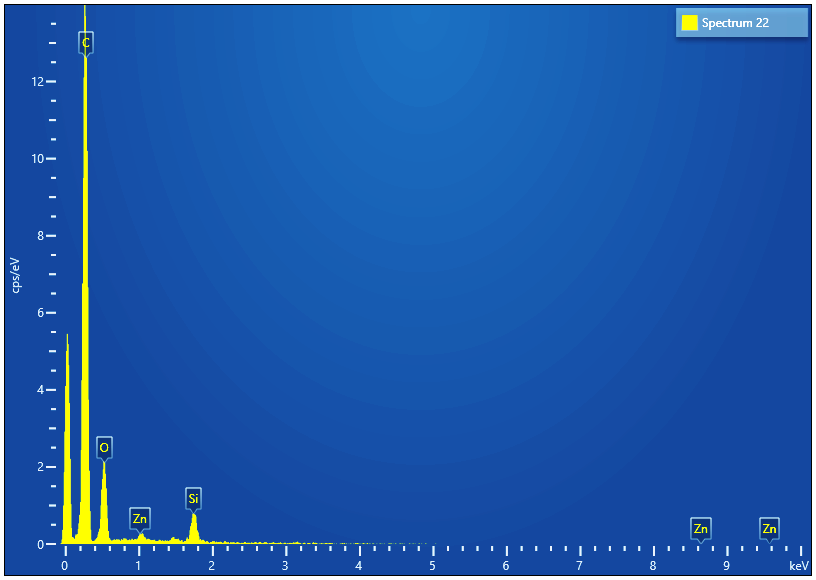 Spectrum 22
C
12
10
8
cps/eV
6
4
O
2
Zn
Si
Zn
Zn
0
0 1 2 3 4 5 6 7 8 9 keV